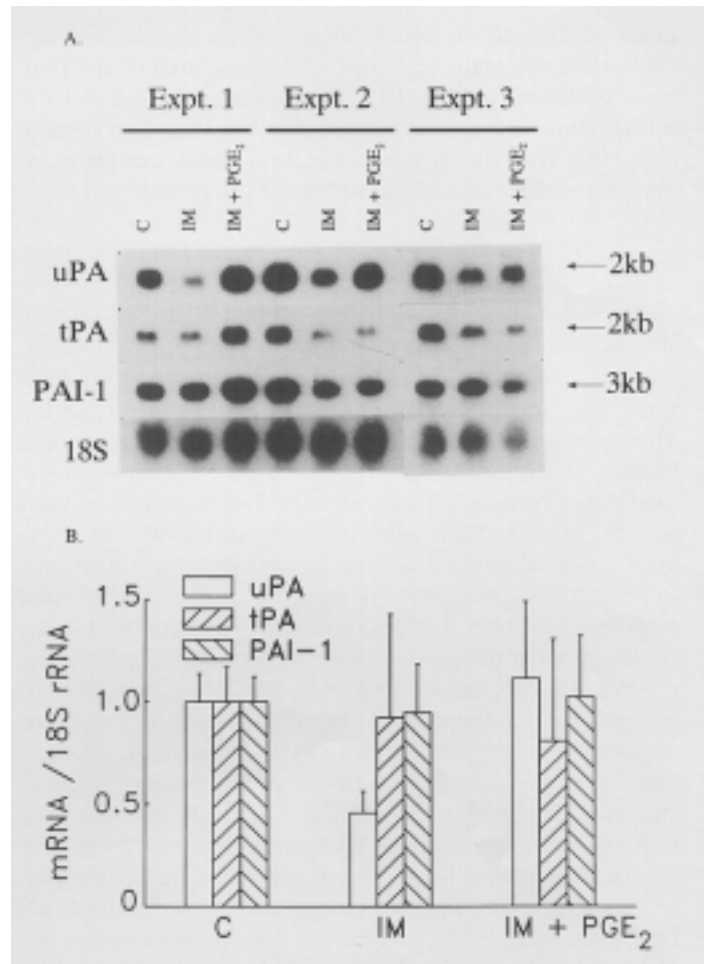 A.
Expt. 1 Expt. 2 Expt. 3
C IM IM + PGE₂ C IM IM + PGE₂ C IM IM + PGE₂
uPA ←2kb
tPA ←2kb
PAI-1 ←3kb
18S
B.
uPA
tPA
PAI-1
1.5
1.0
0.5
0
mRNA / 18S rRNA
C IM IM + PGE₂